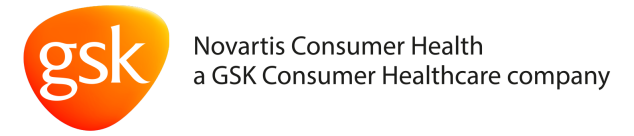 gsk
Novartis Consumer Health
a GSK Consumer Healthcare company